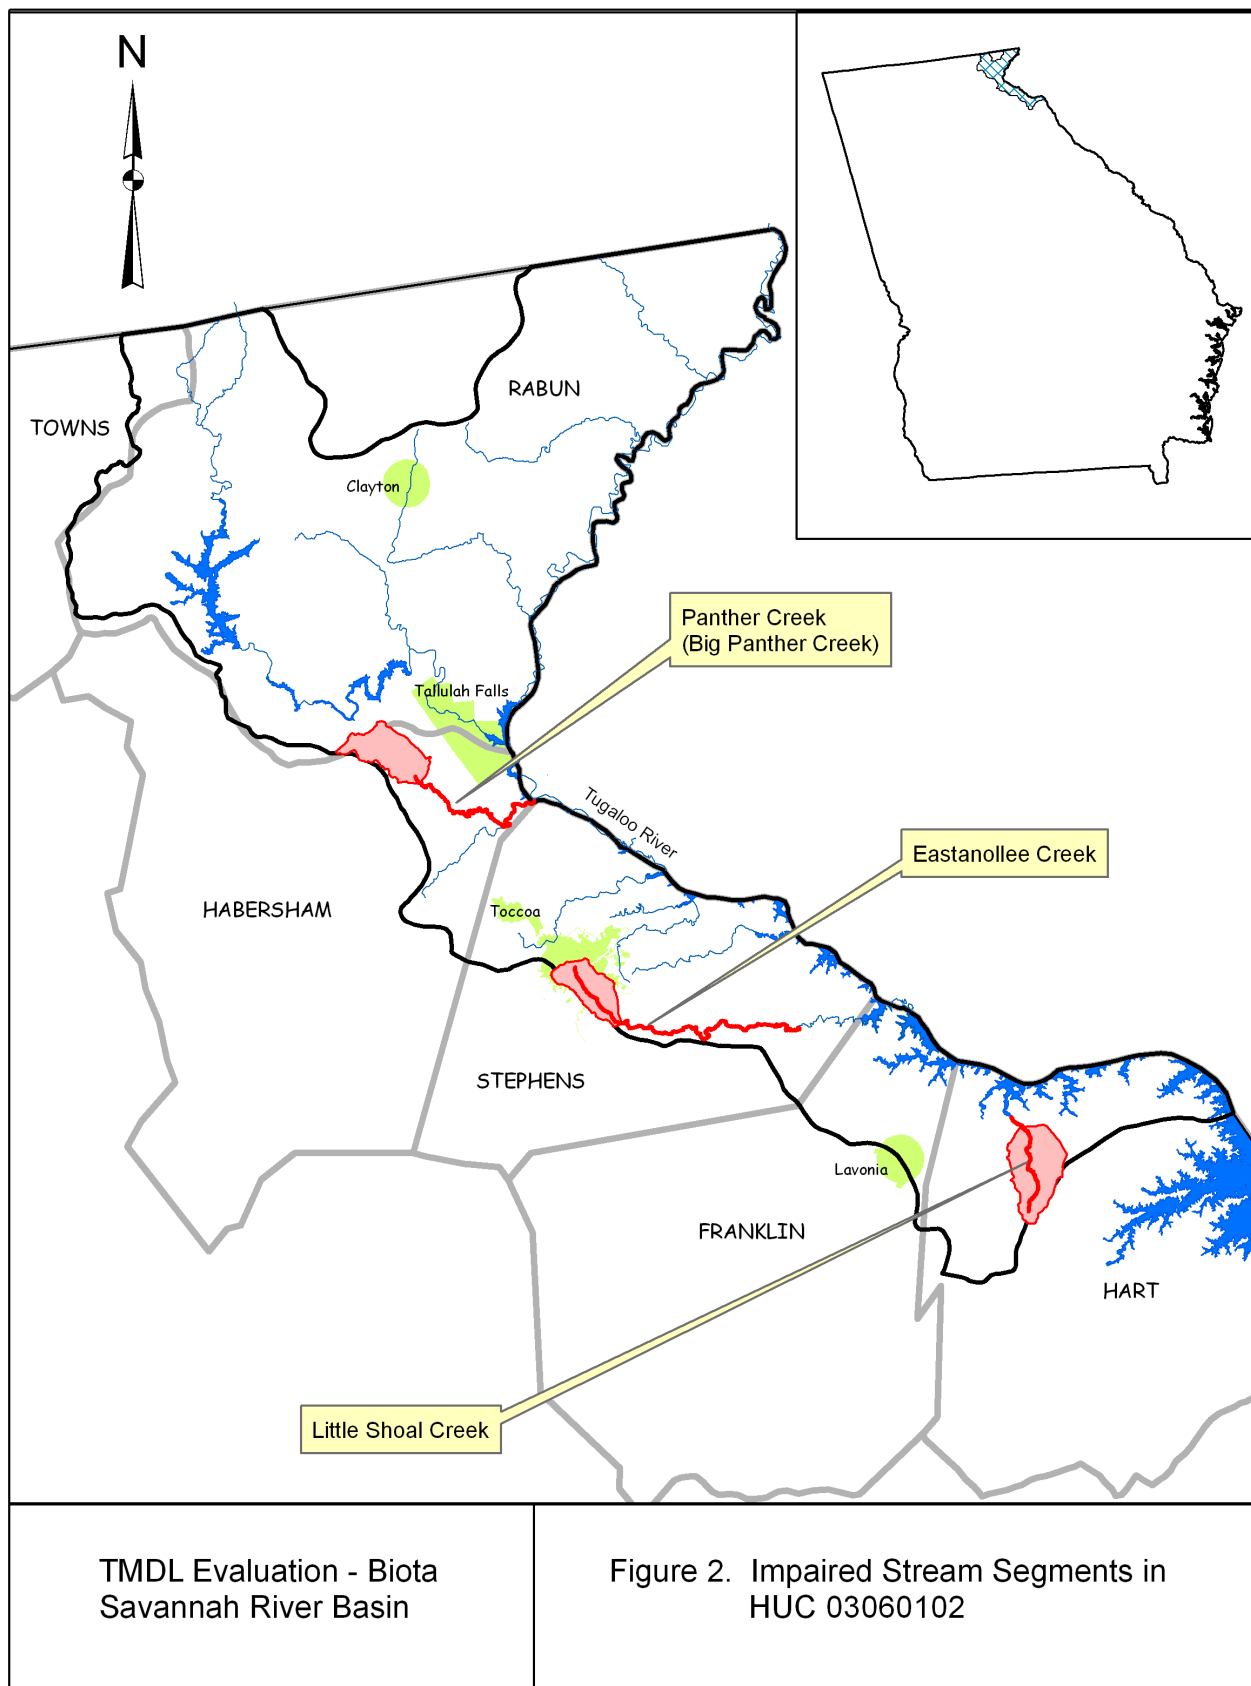 N
RABUN
TOWNS
Clayton
Panther Creek
(Big Panther Creek)
Tallulah Falls
Tugaloo River
Eastanollee Creek
HABERSHAM
Toccoa
STEPHENS
Lavonia
FRANKLIN
HART
Little Shoal Creek
TMDL Evaluation - Biota
Savannah River Basin
Figure 2. Impaired Stream Segments in
HUC 03060102